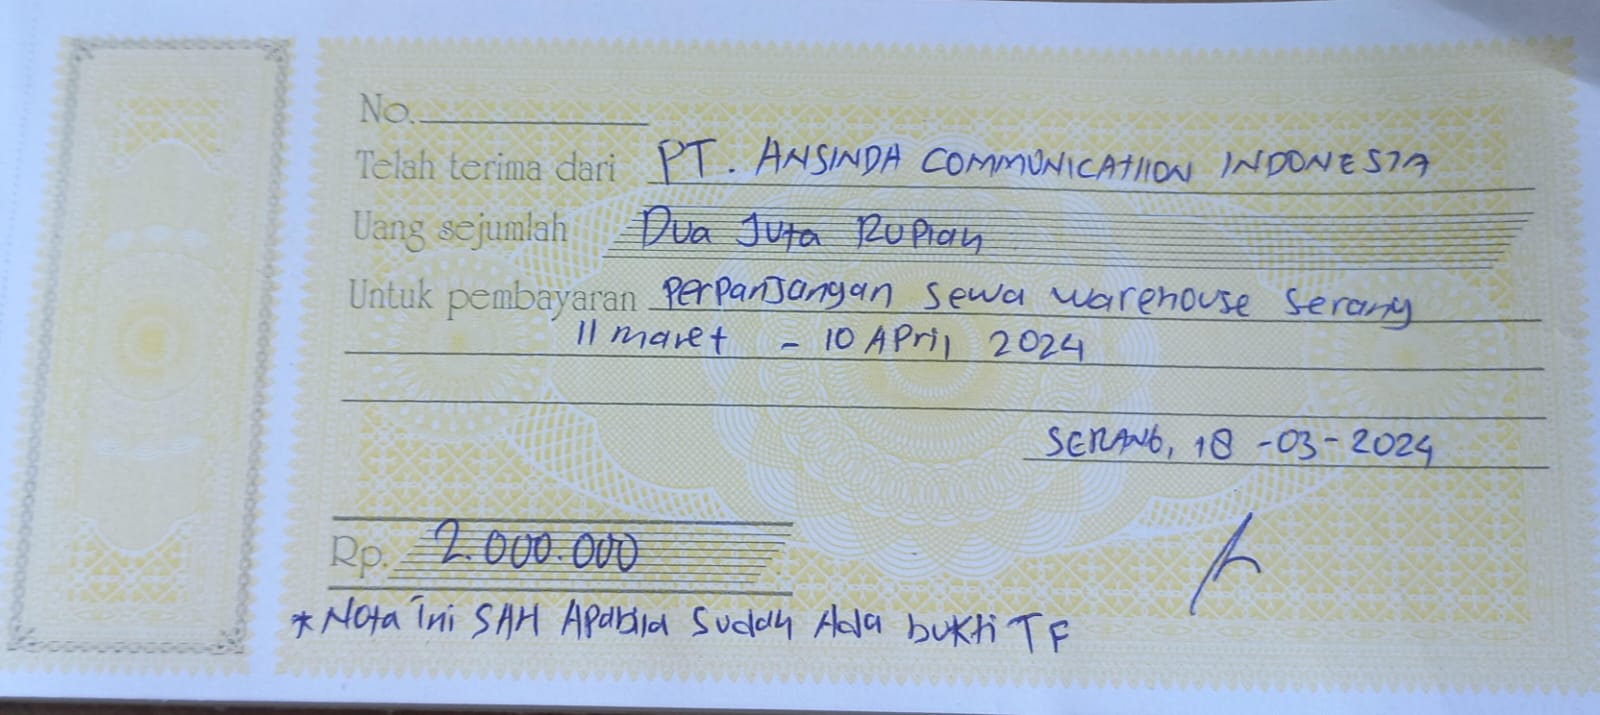 No.
Telah terima dari PT. ANSINDA COMMUNICATIION INDONESIA
Uang sejumlah Dua Juta Rupiah
Untuk pembayaran Perpanjangan Sewa Warehouse Serang
11 maret - 10 APril 2024
SERANG, 18 -03-2024
Rp. 2.000.000
*Nota ini SAH Apabila Sudah Ada bukti TF